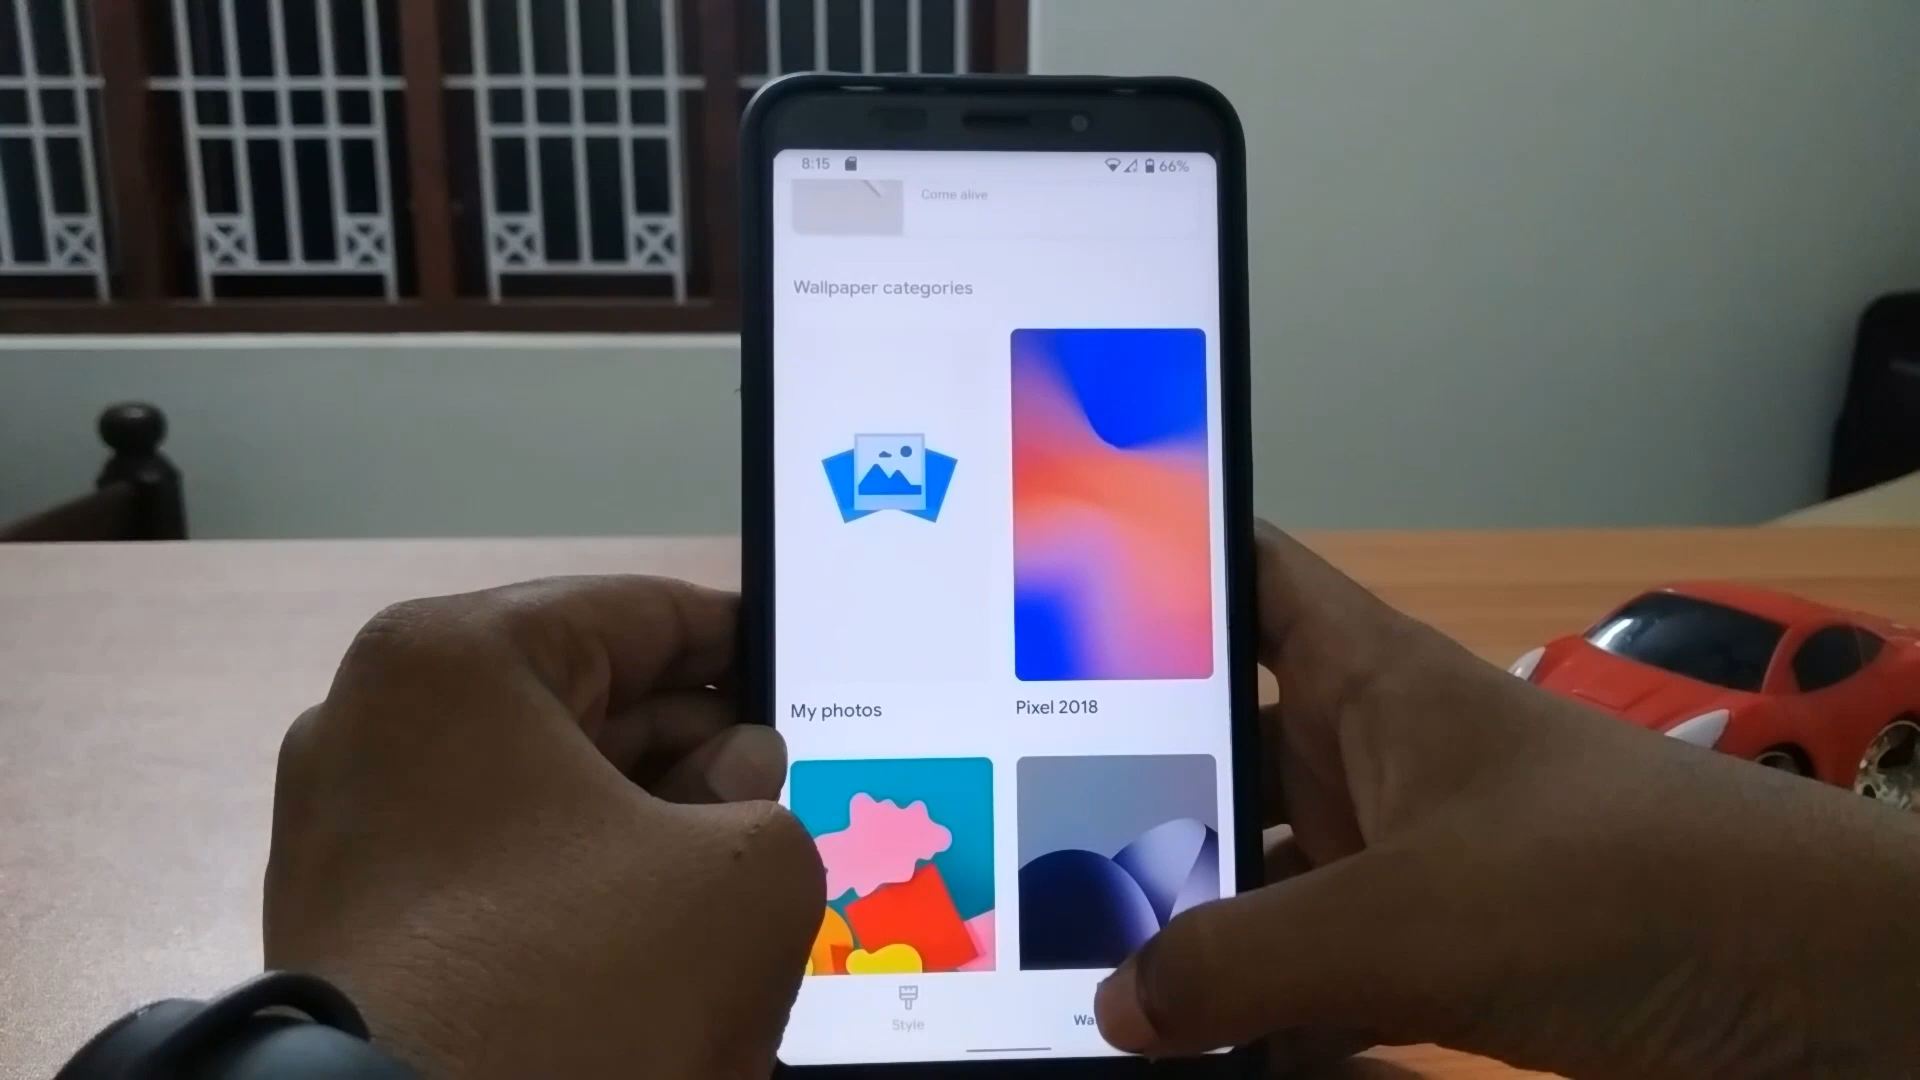 8:15
66%
Come alive
Wallpaper categories
My photos
Pixel 2018
Style